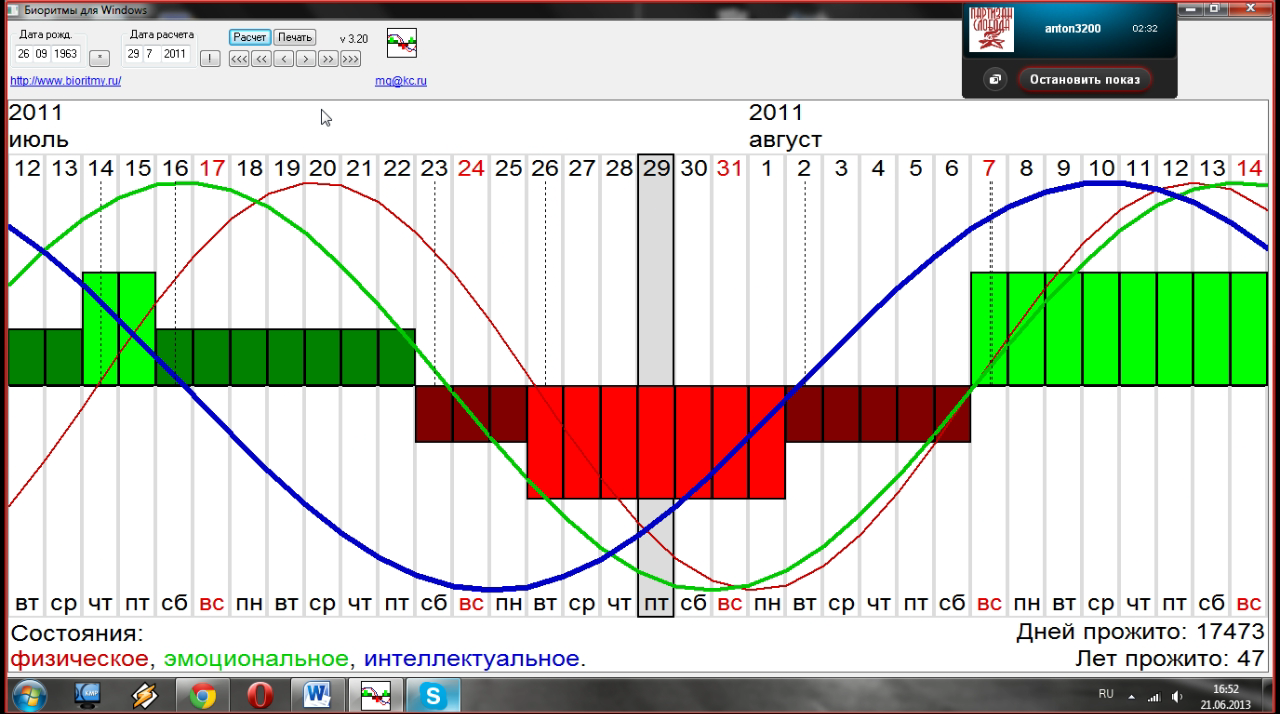 Биоритмы для Windows
Дата рожд.
Дата расчета
Расчет
Печать
v 3.20
26 09 1963
*
29 7 2011
!
<<<
<<
<
>
>>
>>>
http://www.bioritmy.ru/
mq@kc.ru
ПАРТИЗАН
СЛОБОДА
anton3200
02:32
Остановить показ
2011
2011
июль
август
12 13 14 15 16 17 18 19 20 21 22 23 24 25 26 27 28 29 30 31 1 2 3 4 5 6 7 8 9 10 11 12 13 14
вт ср чт пт сб вс пн вт ср чт пт сб вс пн вт ср чт пт сб вс пн вт ср чт пт сб вс пн вт ср чт пт сб вс
Состояния:
Дней прожито: 17473
физическое, эмоциональное, интеллектуальное.
Лет прожито: 47
KMP
W
S
RU
16:52
21.06.2013